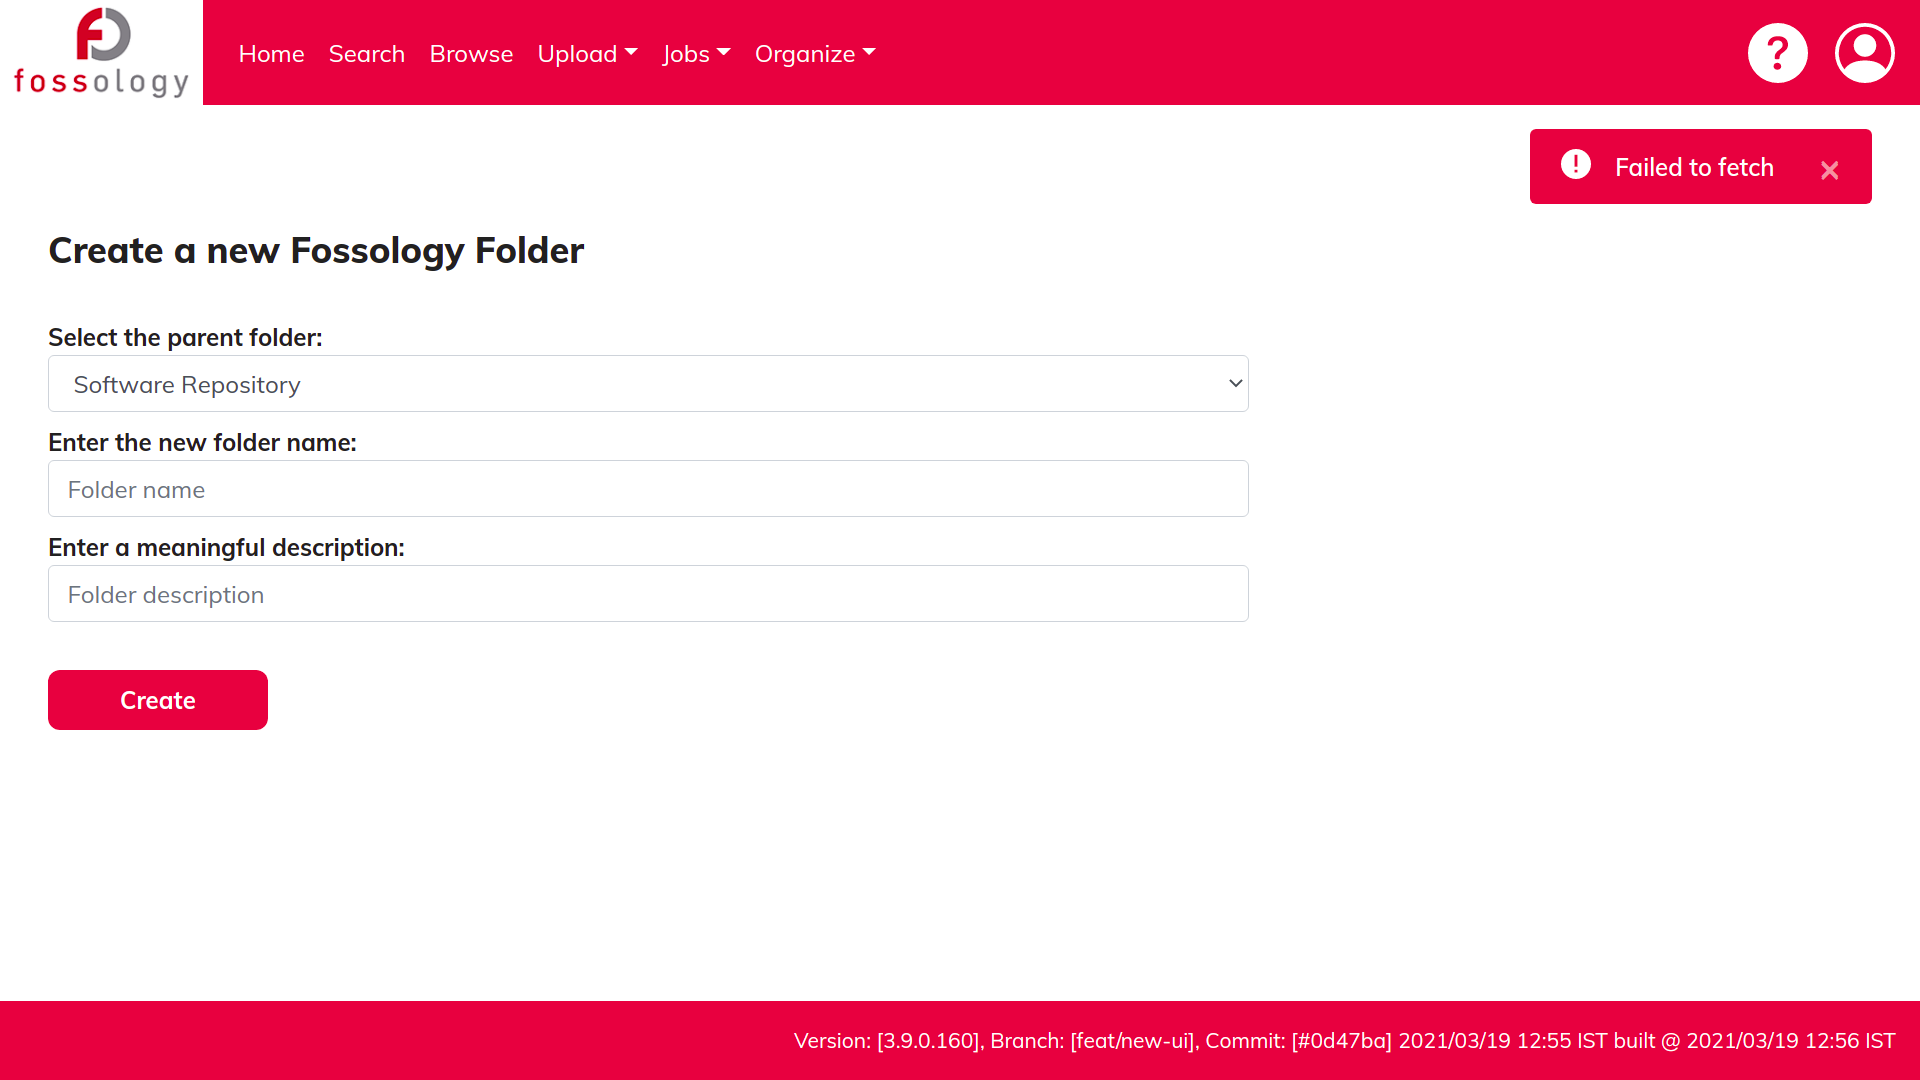 fossology
Home Search Browse Upload Jobs Organize
?
! Failed to fetch ×
Create a new Fossology Folder
Select the parent folder:
Software Repository
Enter the new folder name:
Folder name
Enter a meaningful description:
Folder description
Create
Version: [3.9.0.160], Branch: [feat/new-ui], Commit: [#0d47ba] 2021/03/19 12:55 IST built @ 2021/03/19 12:56 IST